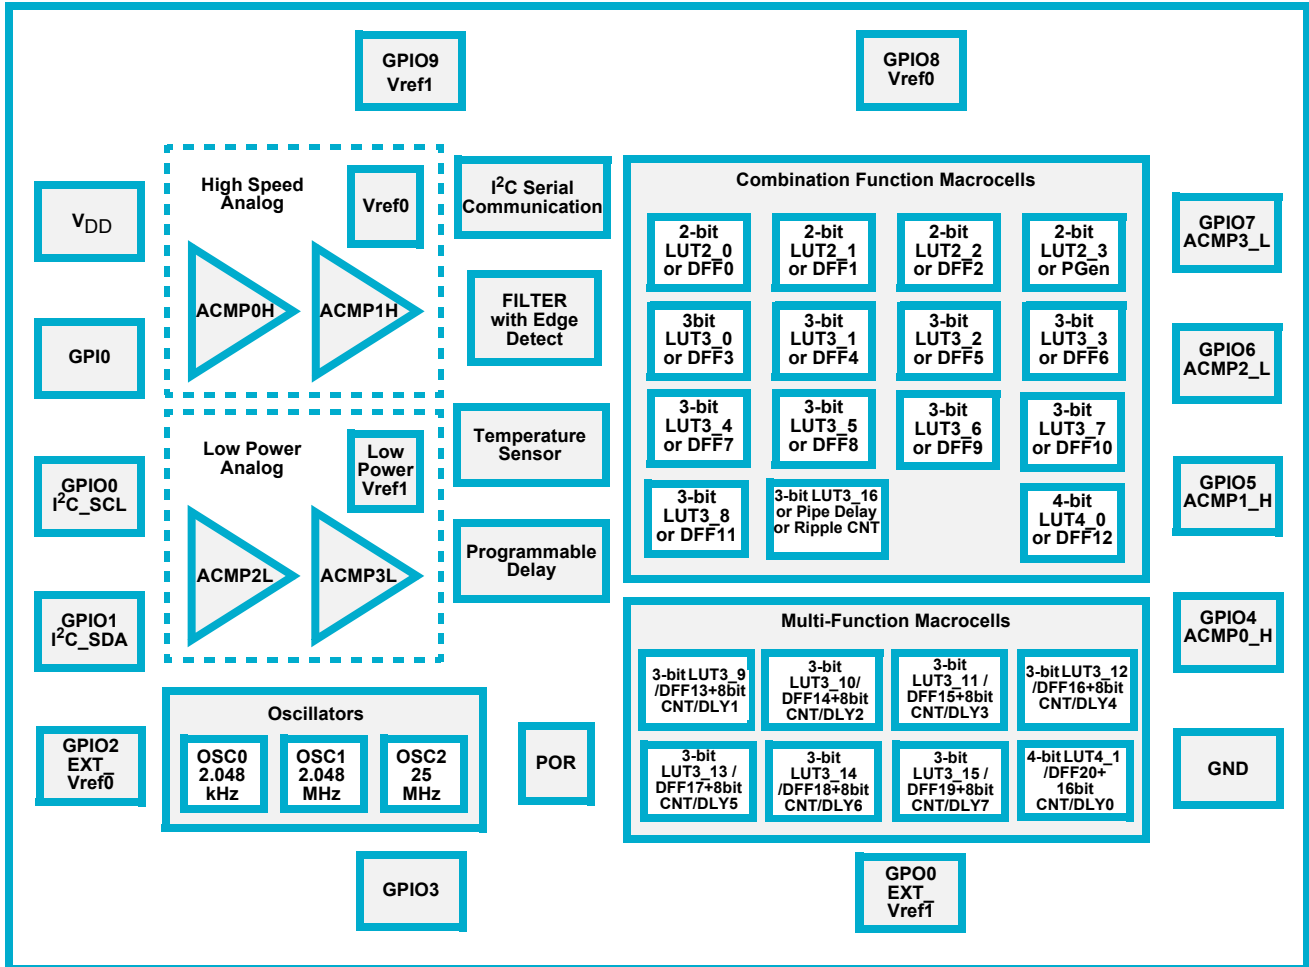 GPIO9
Vref1
GPIO8
Vref0
VDD
GPI0
GPIO0
I²C_SCL
GPIO1
I²C_SDA
GPIO2
EXT_
Vref0
High Speed
Analog
Vref0
ACMP0H
ACMP1H
Low Power
Analog
Low
Power
Vref1
ACMP2L
ACMP3L
I²C Serial
Communication
FILTER
with Edge
Detect
Temperature
Sensor
Programmable
Delay
Oscillators
OSC0
2.048
kHz
OSC1
2.048
MHz
OSC2
25
MHz
POR
Combination Function Macrocells
2-bit
LUT2_0
or DFF0
2-bit
LUT2_1
or DFF1
2-bit
LUT2_2
or DFF2
2-bit
LUT2_3
or PGen
3bit
LUT3_0
or DFF3
3-bit
LUT3_1
or DFF4
3-bit
LUT3_2
or DFF5
3-bit
LUT3_3
or DFF6
3-bit
LUT3_4
or DFF7
3-bit
LUT3_5
or DFF8
3-bit
LUT3_6
or DFF9
3-bit
LUT3_7
or DFF10
3-bit
LUT3_8
or DFF11
3-bit LUT3_16
or Pipe Delay
or Ripple CNT
4-bit
LUT4_0
or DFF12
Multi-Function Macrocells
3-bit LUT3_9
/DFF13+8bit
CNT/DLY1
3-bit
LUT3_10/
DFF14+8bit
CNT/DLY2
3-bit
LUT3_11 /
DFF15+8bit
CNT/DLY3
3-bit LUT3_12
/DFF16+8bit
CNT/DLY4
3-bit
LUT3_13 /
DFF17+8bit
CNT/DLY5
3-bit
LUT3_14
/DFF18+8bit
CNT/DLY6
3-bit
LUT3_15 /
DFF19+8bit
CNT/DLY7
4-bit LUT4_1
/DFF20+
16bit
CNT/DLY0
GPIO7
ACMP3_L
GPIO6
ACMP2_L
GPIO5
ACMP1_H
GPIO4
ACMP0_H
GND
GPIO3
GPO0
EXT_
Vref1